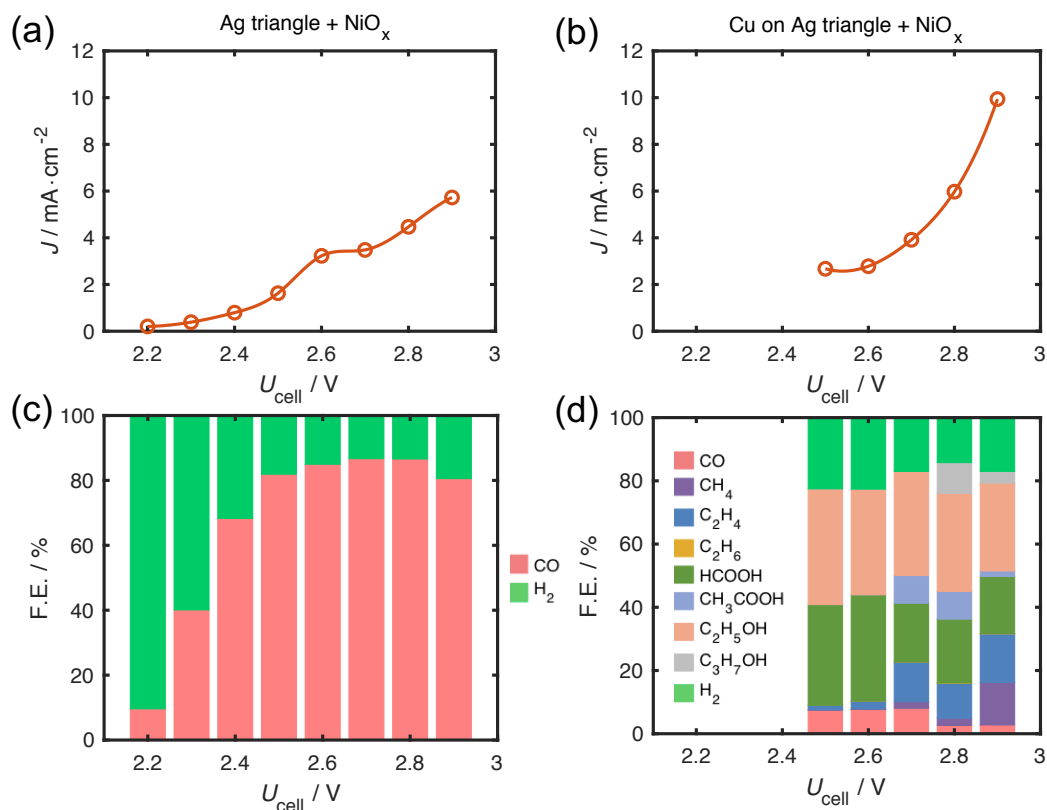 (a)
Ag triangle + NiOₓ
12
10
8
6
4
2
0
J / mA·cm⁻²
2.2 2.4 2.6 2.8 3
U_cell / V
(b)
Cu on Ag triangle + NiOₓ
12
10
8
6
4
2
0
J / mA·cm⁻²
2.2 2.4 2.6 2.8 3
U_cell / V
(c)
100
80
60
40
20
0
F.E. / %
2.2 2.4 2.6 2.8 3
U_cell / V
CO
H₂
(d)
100
80
60
40
20
0
F.E. / %
CO
CH₄
C₂H₄
C₂H₆
HCOOH
CH₃COOH
C₂H₅OH
C₃H₇OH
H₂
2.2 2.4 2.6 2.8 3
U_cell / V